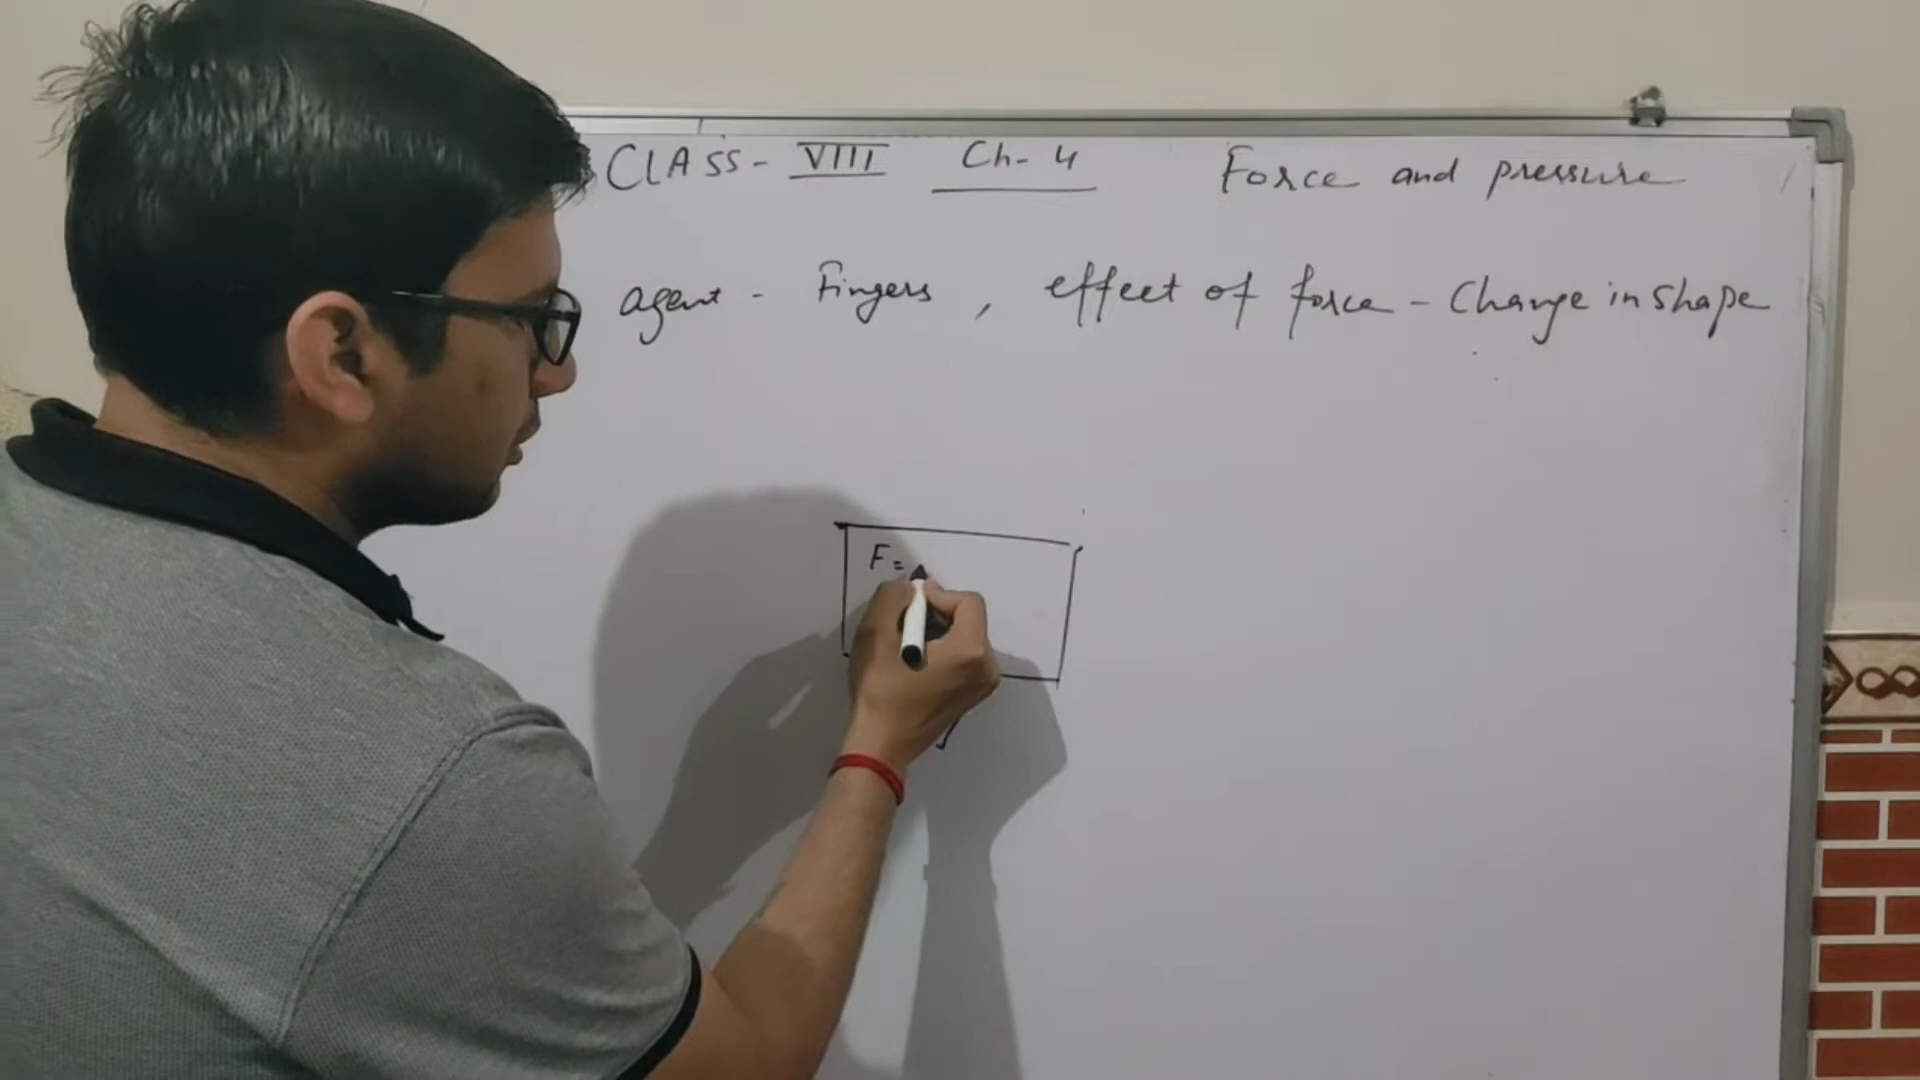 CLASS - VIII Ch- 4 Force and pressure
agent - Fingers , effect of force - Change in shape
F =